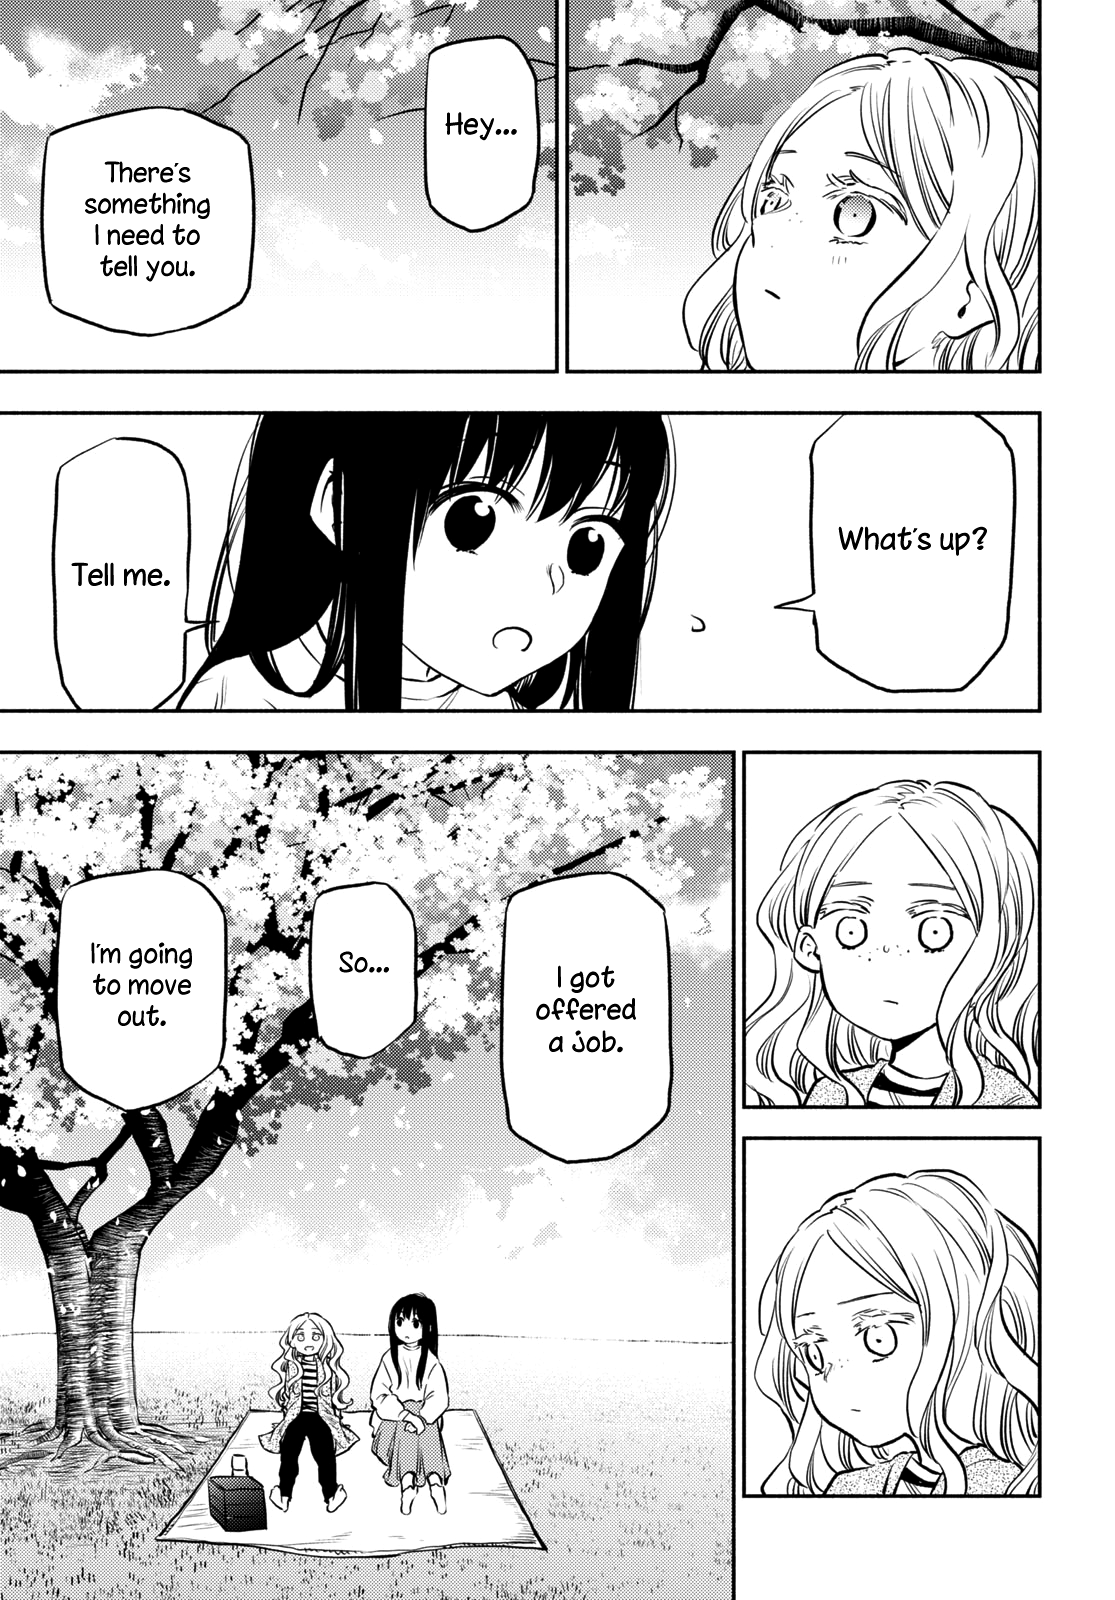 Hey...
There's
something
I need to
tell you.
What's up?
Tell me.
I got
offered
a job.
So...
I'm going
to move
out.